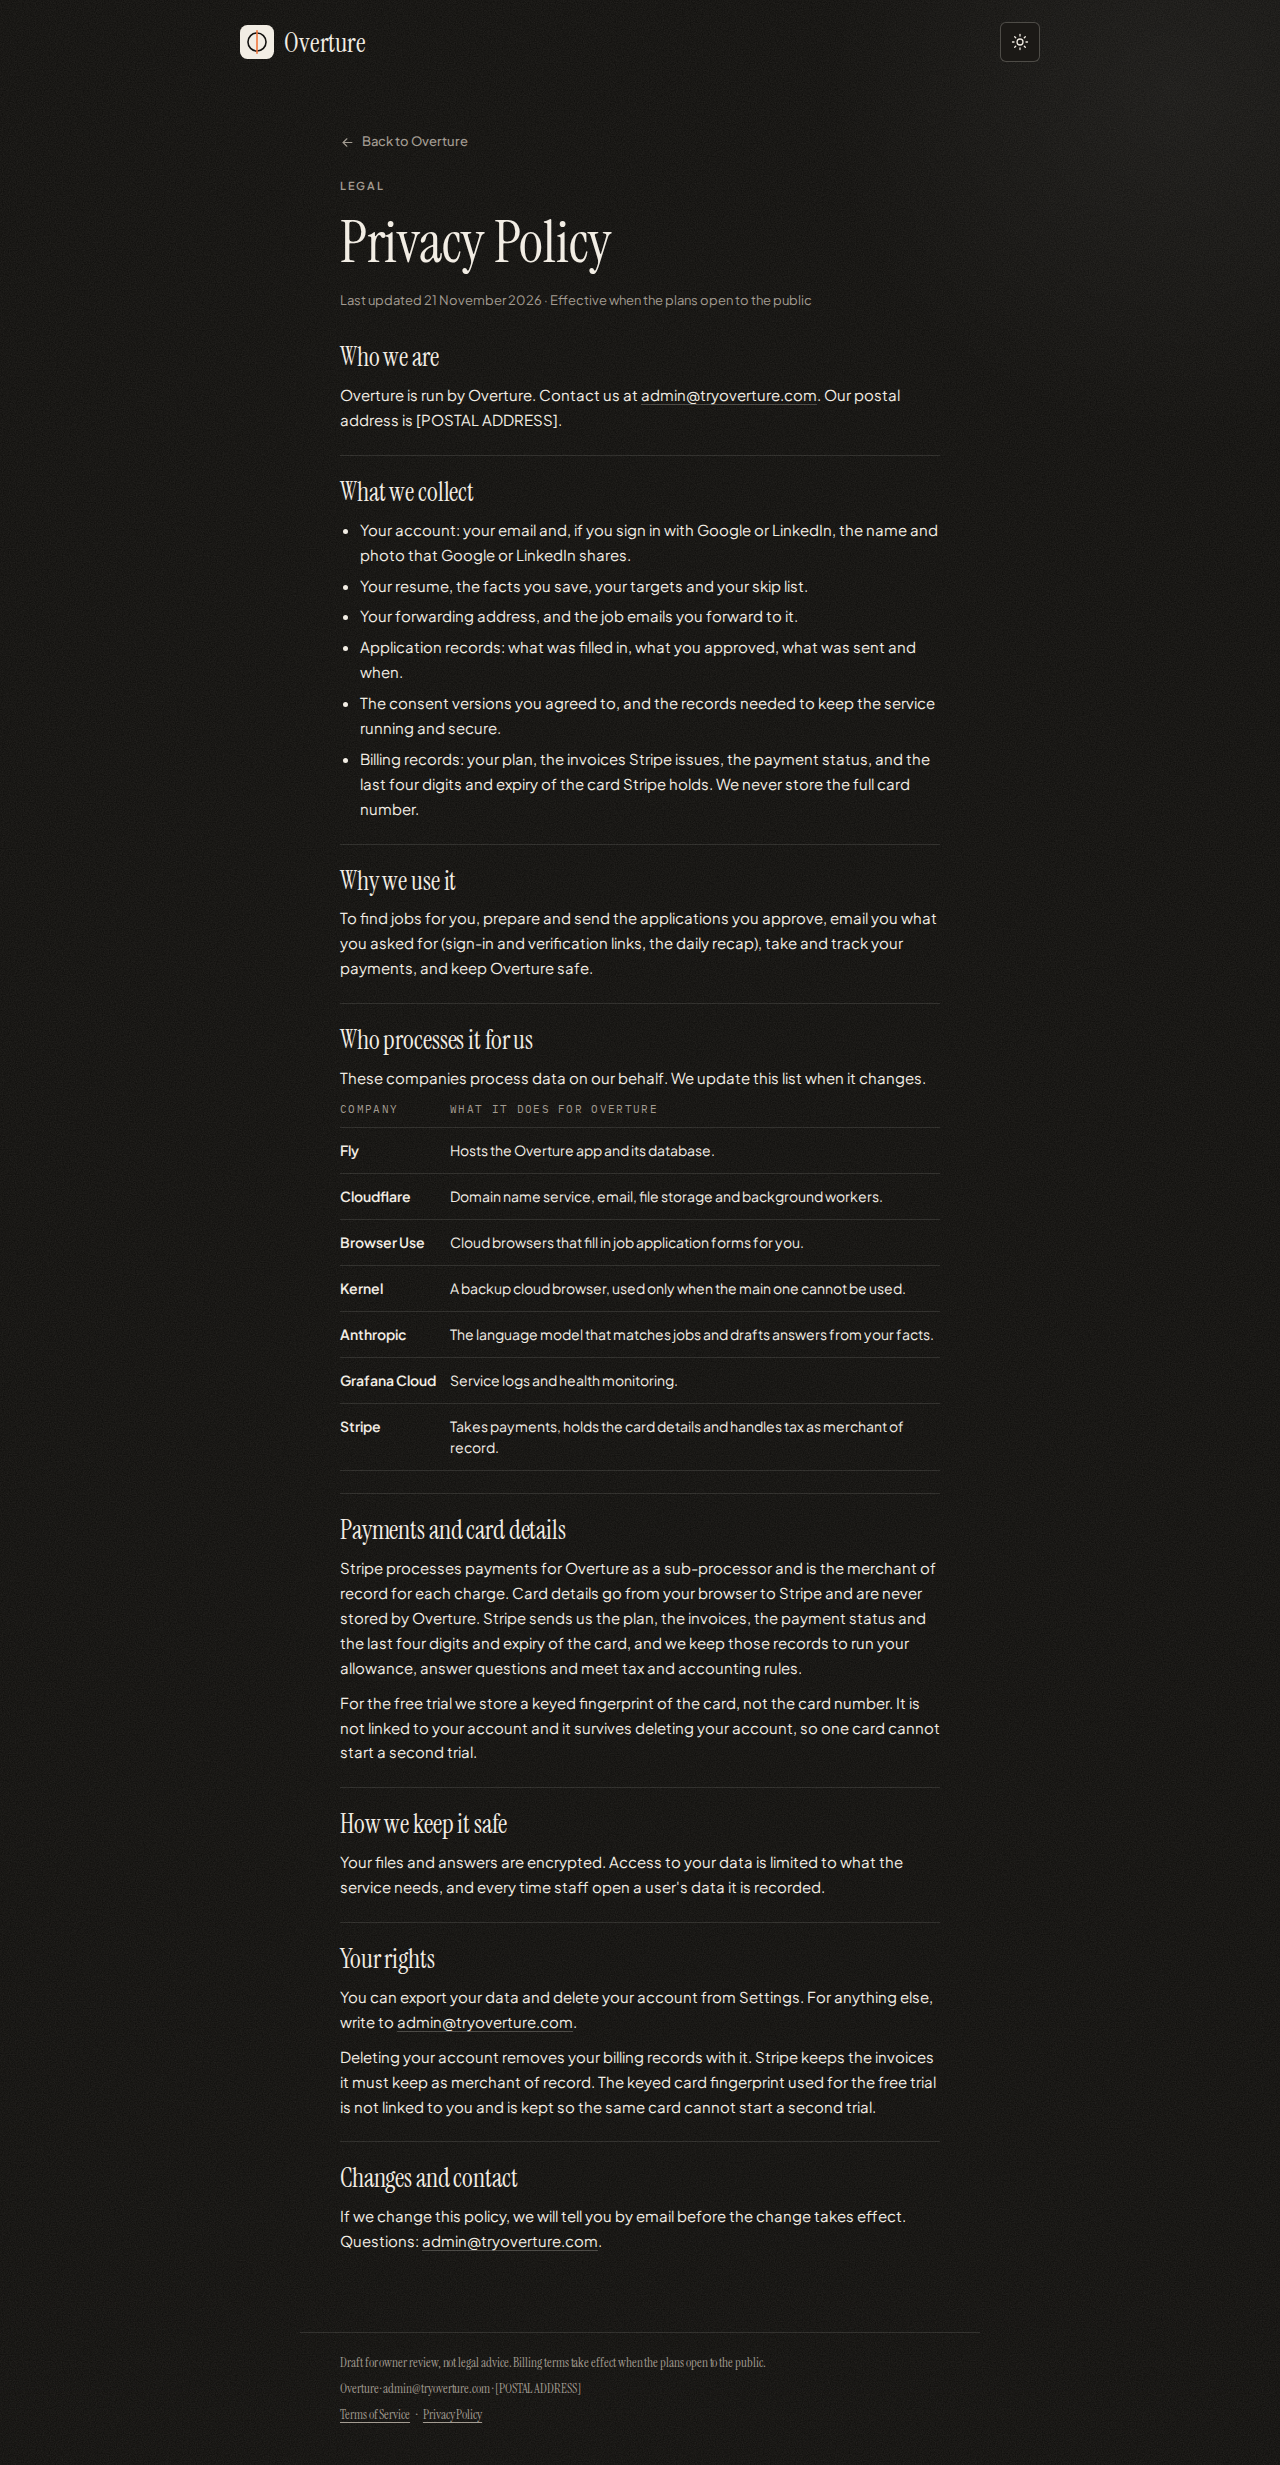 Overture
Back to Overture
LEGAL
Privacy Policy
Last updated 21 November 2026 · Effective when the plans open to the public
Who we are
Overture is run by Overture. Contact us at admin@tryoverture.com. Our postal
address is [POSTAL ADDRESS].
What we collect
• Your account: your email and, if you sign in with Google or LinkedIn, the name and
photo that Google or LinkedIn shares.
• Your resume, the facts you save, your targets and your skip list.
• Your forwarding address, and the job emails you forward to it.
• Application records: what was filled in, what you approved, what was sent and
when.
• The consent versions you agreed to, and the records needed to keep the service
running and secure.
• Billing records: your plan, the invoices Stripe issues, the payment status, and the
last four digits and expiry of the card Stripe holds. We never store the full card
number.
Why we use it
To find jobs for you, prepare and send the applications you approve, email you what
you asked for (sign-in and verification links, the daily recap), take and track your
payments, and keep Overture safe.
Who processes it for us
These companies process data on our behalf. We update this list when it changes.
COMPANY WHAT IT DOES FOR OVERTURE
Fly Hosts the Overture app and its database.
Cloudflare Domain name service, email, file storage and background workers.
Browser Use Cloud browsers that fill in job application forms for you.
Kernel A backup cloud browser, used only when the main one cannot be used.
Anthropic The language model that matches jobs and drafts answers from your facts.
Grafana Cloud Service logs and health monitoring.
Stripe Takes payments, holds the card details and handles tax as merchant of
record.
Payments and card details
Stripe processes payments for Overture as a sub-processor and is the merchant of
record for each charge. Card details go from your browser to Stripe and are never
stored by Overture. Stripe sends us the plan, the invoices, the payment status and
the last four digits and expiry of the card, and we keep those records to run your
allowance, answer questions and meet tax and accounting rules.
For the free trial we store a keyed fingerprint of the card, not the card number. It is
not linked to your account and it survives deleting your account, so one card cannot
start a second trial.
How we keep it safe
Your files and answers are encrypted. Access to your data is limited to what the
service needs, and every time staff open a user's data it is recorded.
Your rights
You can export your data and delete your account from Settings. For anything else,
write to admin@tryoverture.com.
Deleting your account removes your billing records with it. Stripe keeps the invoices
it must keep as merchant of record. The keyed card fingerprint used for the free trial
is not linked to you and is kept so the same card cannot start a second trial.
Changes and contact
If we change this policy, we will tell you by email before the change takes effect.
Questions: admin@tryoverture.com.
Draft for owner review, not legal advice. Billing terms take effect when the plans open to the public.
Overture · admin@tryoverture.com · [POSTAL ADDRESS]
Terms of Service · Privacy Policy